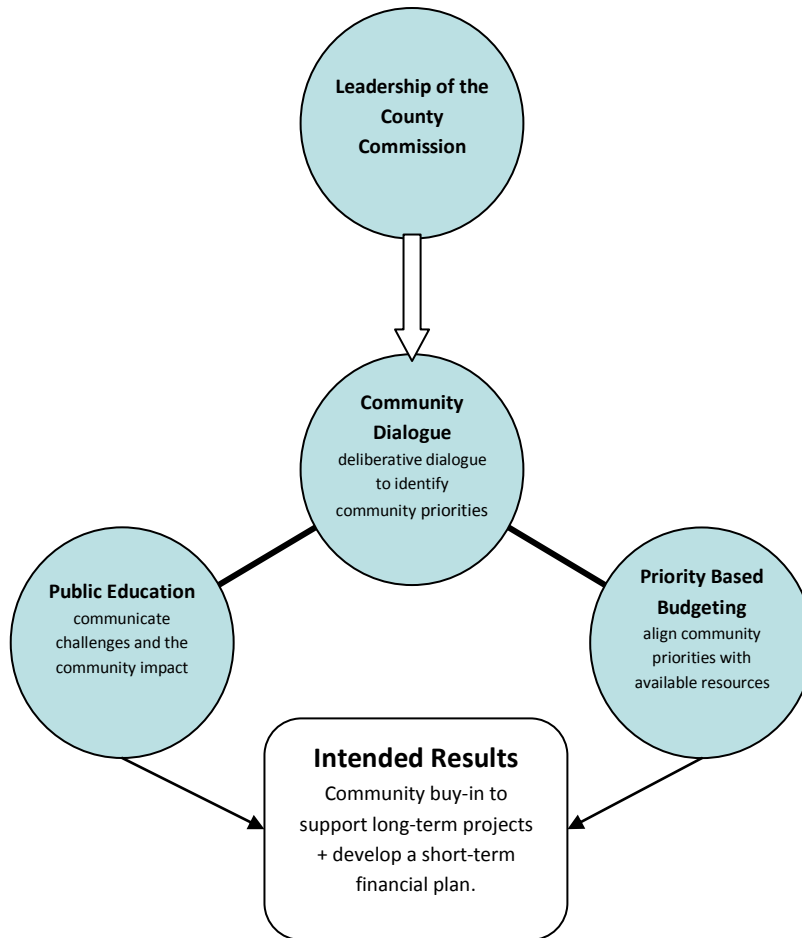 Leadership of the
County
Commission
Community
Dialogue
deliberative dialogue
to identify
community priorities
Public Education
communicate
challenges and the
community impact
Priority Based
Budgeting
align community
priorities with
available resources
Intended Results
Community buy-in to
support long-term projects
+ develop a short-term
financial plan.